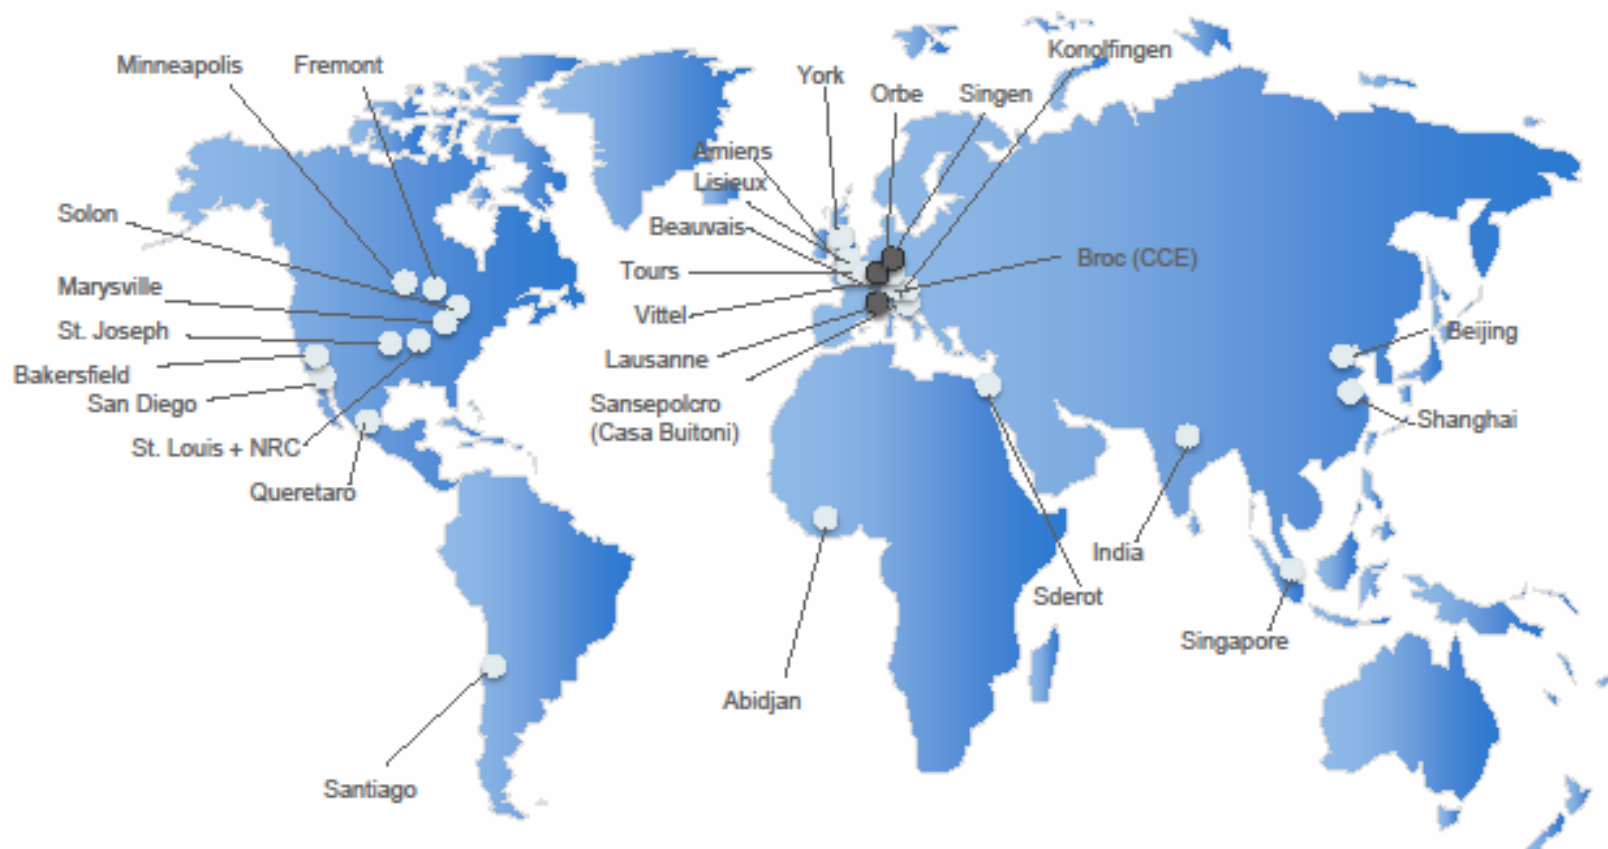 Minneapolis
Fremont
Solon
Marysville
St. Joseph
Bakersfield
San Diego
St. Louis + NRC
Queretaro
Santiago
York
Orbe
Singen
Konolfingen
Amiens
Lisieux
Beauvais
Tours
Vittel
Lausanne
Sansepolcro
(Casa Buitoni)
Broc (CCE)
Abidjan
Sderot
India
Singapore
Beijing
Shanghai